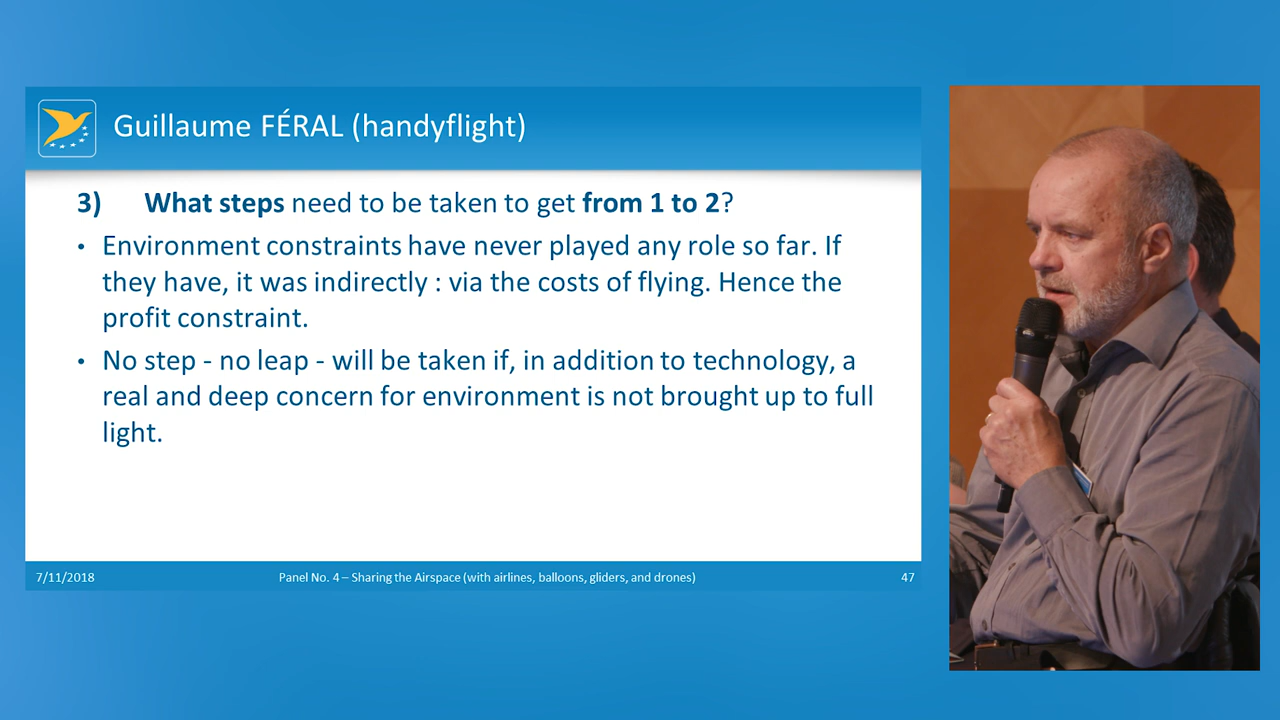 Guillaume FÉRAL (handyflight)
3) What steps need to be taken to get from 1 to 2?
• Environment constraints have never played any role so far. If
they have, it was indirectly : via the costs of flying. Hence the
profit constraint.
• No step - no leap - will be taken if, in addition to technology, a
real and deep concern for environment is not brought up to full
light.
7/11/2018
Panel No. 4 – Sharing the Airspace (with airlines, balloons, gliders, and drones)
47